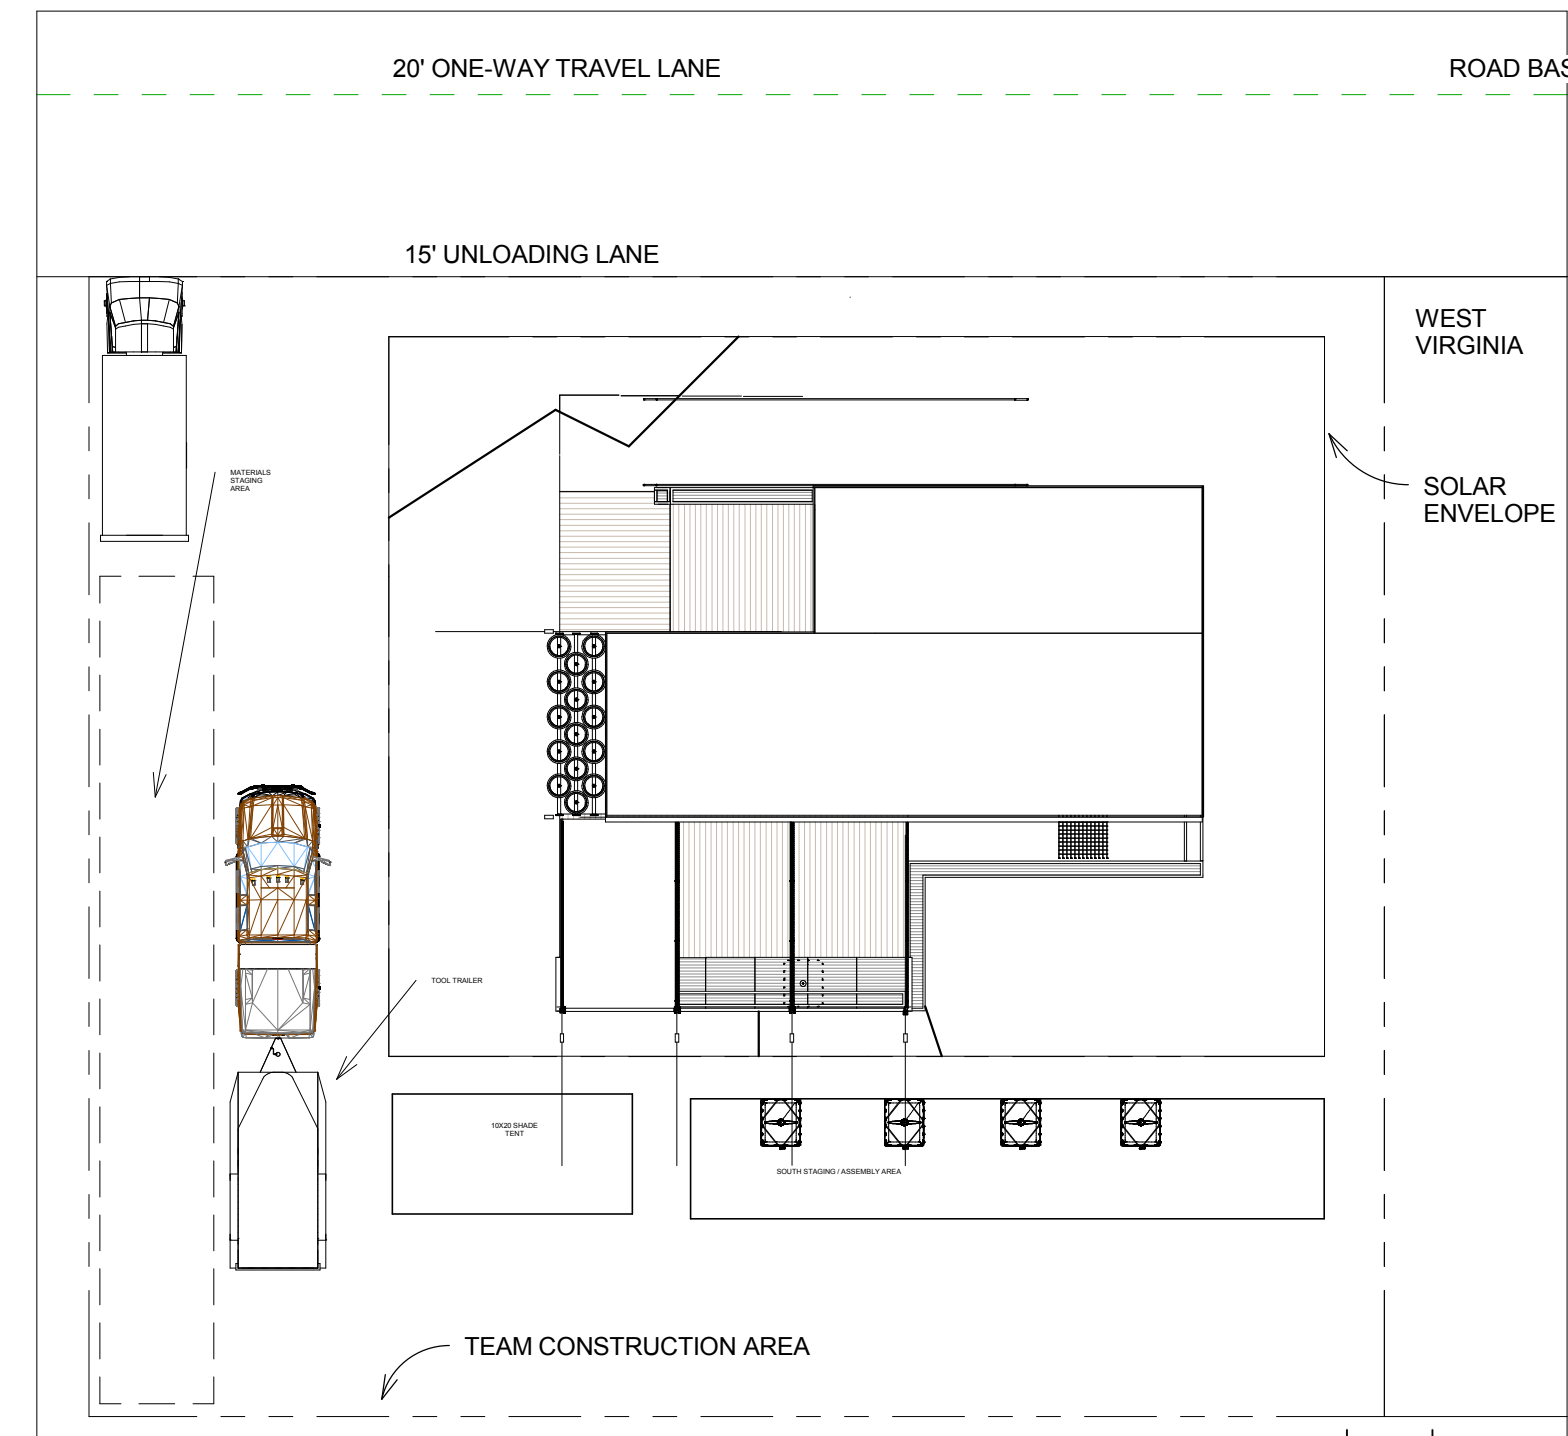 20' ONE-WAY TRAVEL LANE
ROAD BAS
15' UNLOADING LANE
WEST
VIRGINIA
MATERIALS
STAGING
AREA
SOLAR
ENVELOPE
TOOL TRAILER
10X20 SHADE
TENT
SOUTH STAGING / ASSEMBLY AREA
TEAM CONSTRUCTION AREA